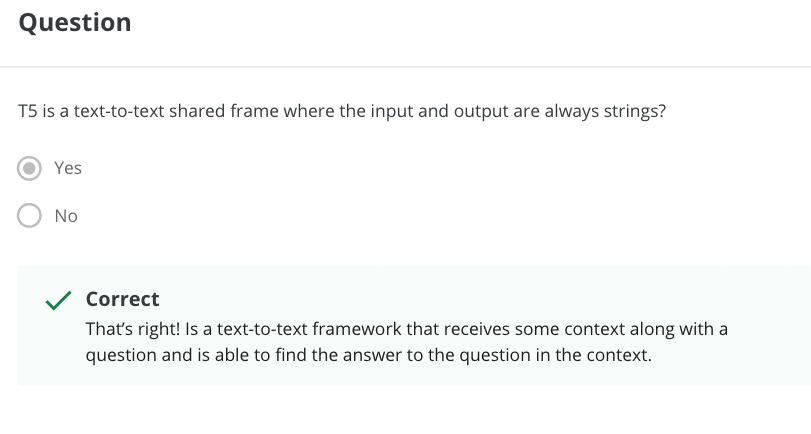 Question
T5 is a text-to-text shared frame where the input and output are always strings?
Yes
No
Correct
That's right! Is a text-to-text framework that receives some context along with a
question and is able to find the answer to the question in the context.